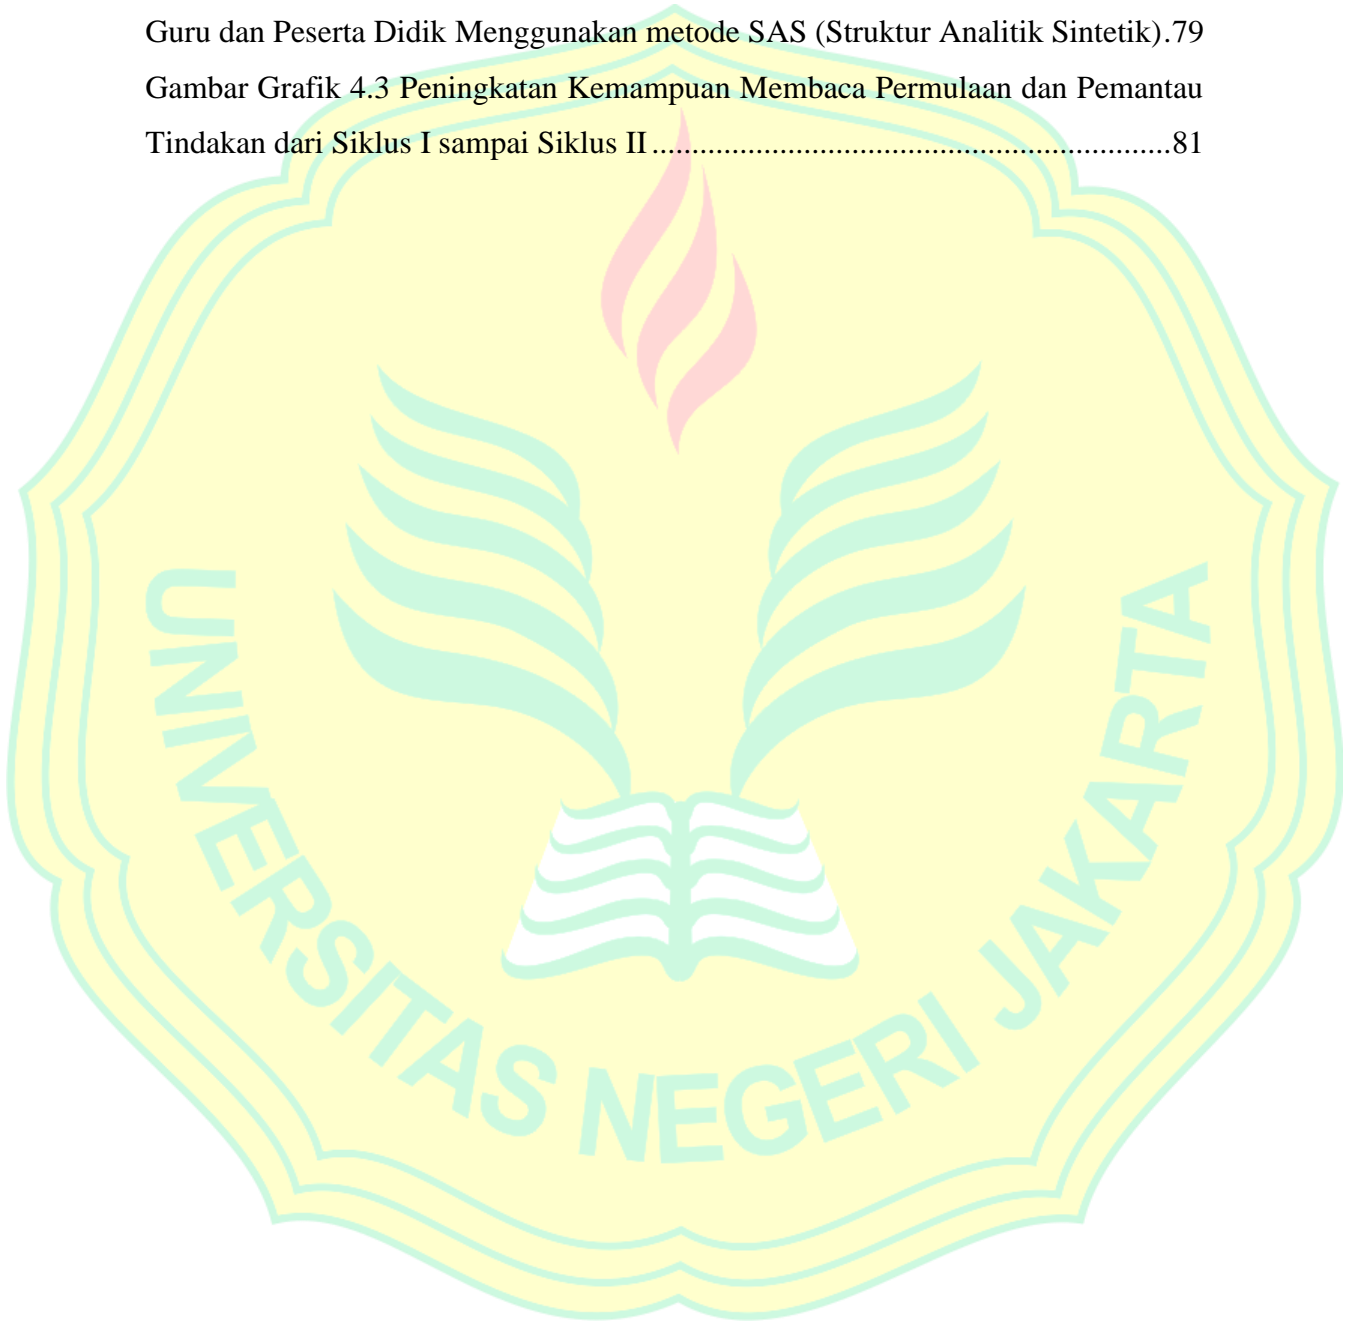 Guru dan Peserta Didik Menggunakan metode SAS (Struktur Analitik Sintetik).79
Gambar Grafik 4.3 Peningkatan Kemampuan Membaca Permulaan dan Pemantau
Tindakan dari Siklus I sampai Siklus II .................................................................81
UNIVERSITAS NEGERI JAKARTA